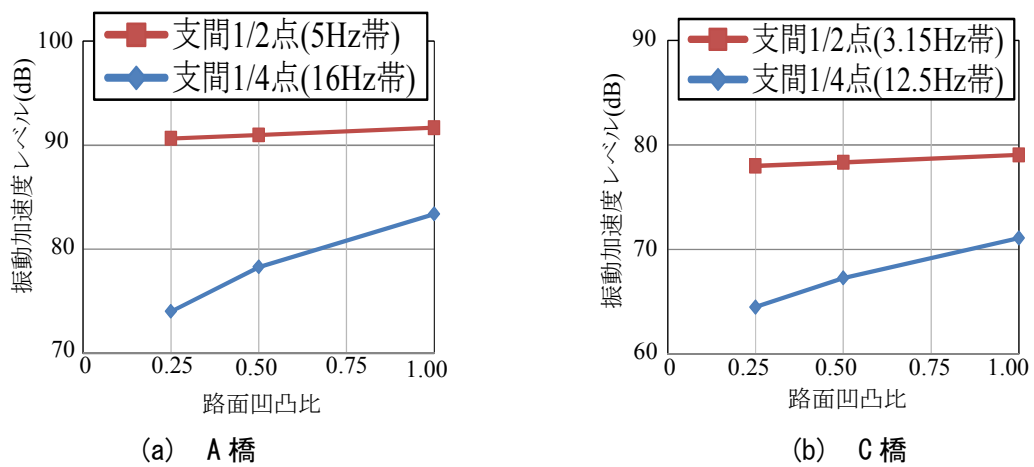 100
90
80
70
0
0.25
0.50
0.75
1.00
振動加速度レベル(dB)
路面凹凸比
支間1/2点(5Hz帯)
支間1/4点(16Hz帯)
(a) A橋
90
80
70
60
0
0.25
0.50
0.75
1.00
振動加速度レベル(dB)
路面凹凸比
支間1/2点(3.15Hz帯)
支間1/4点(12.5Hz帯)
(b) C橋